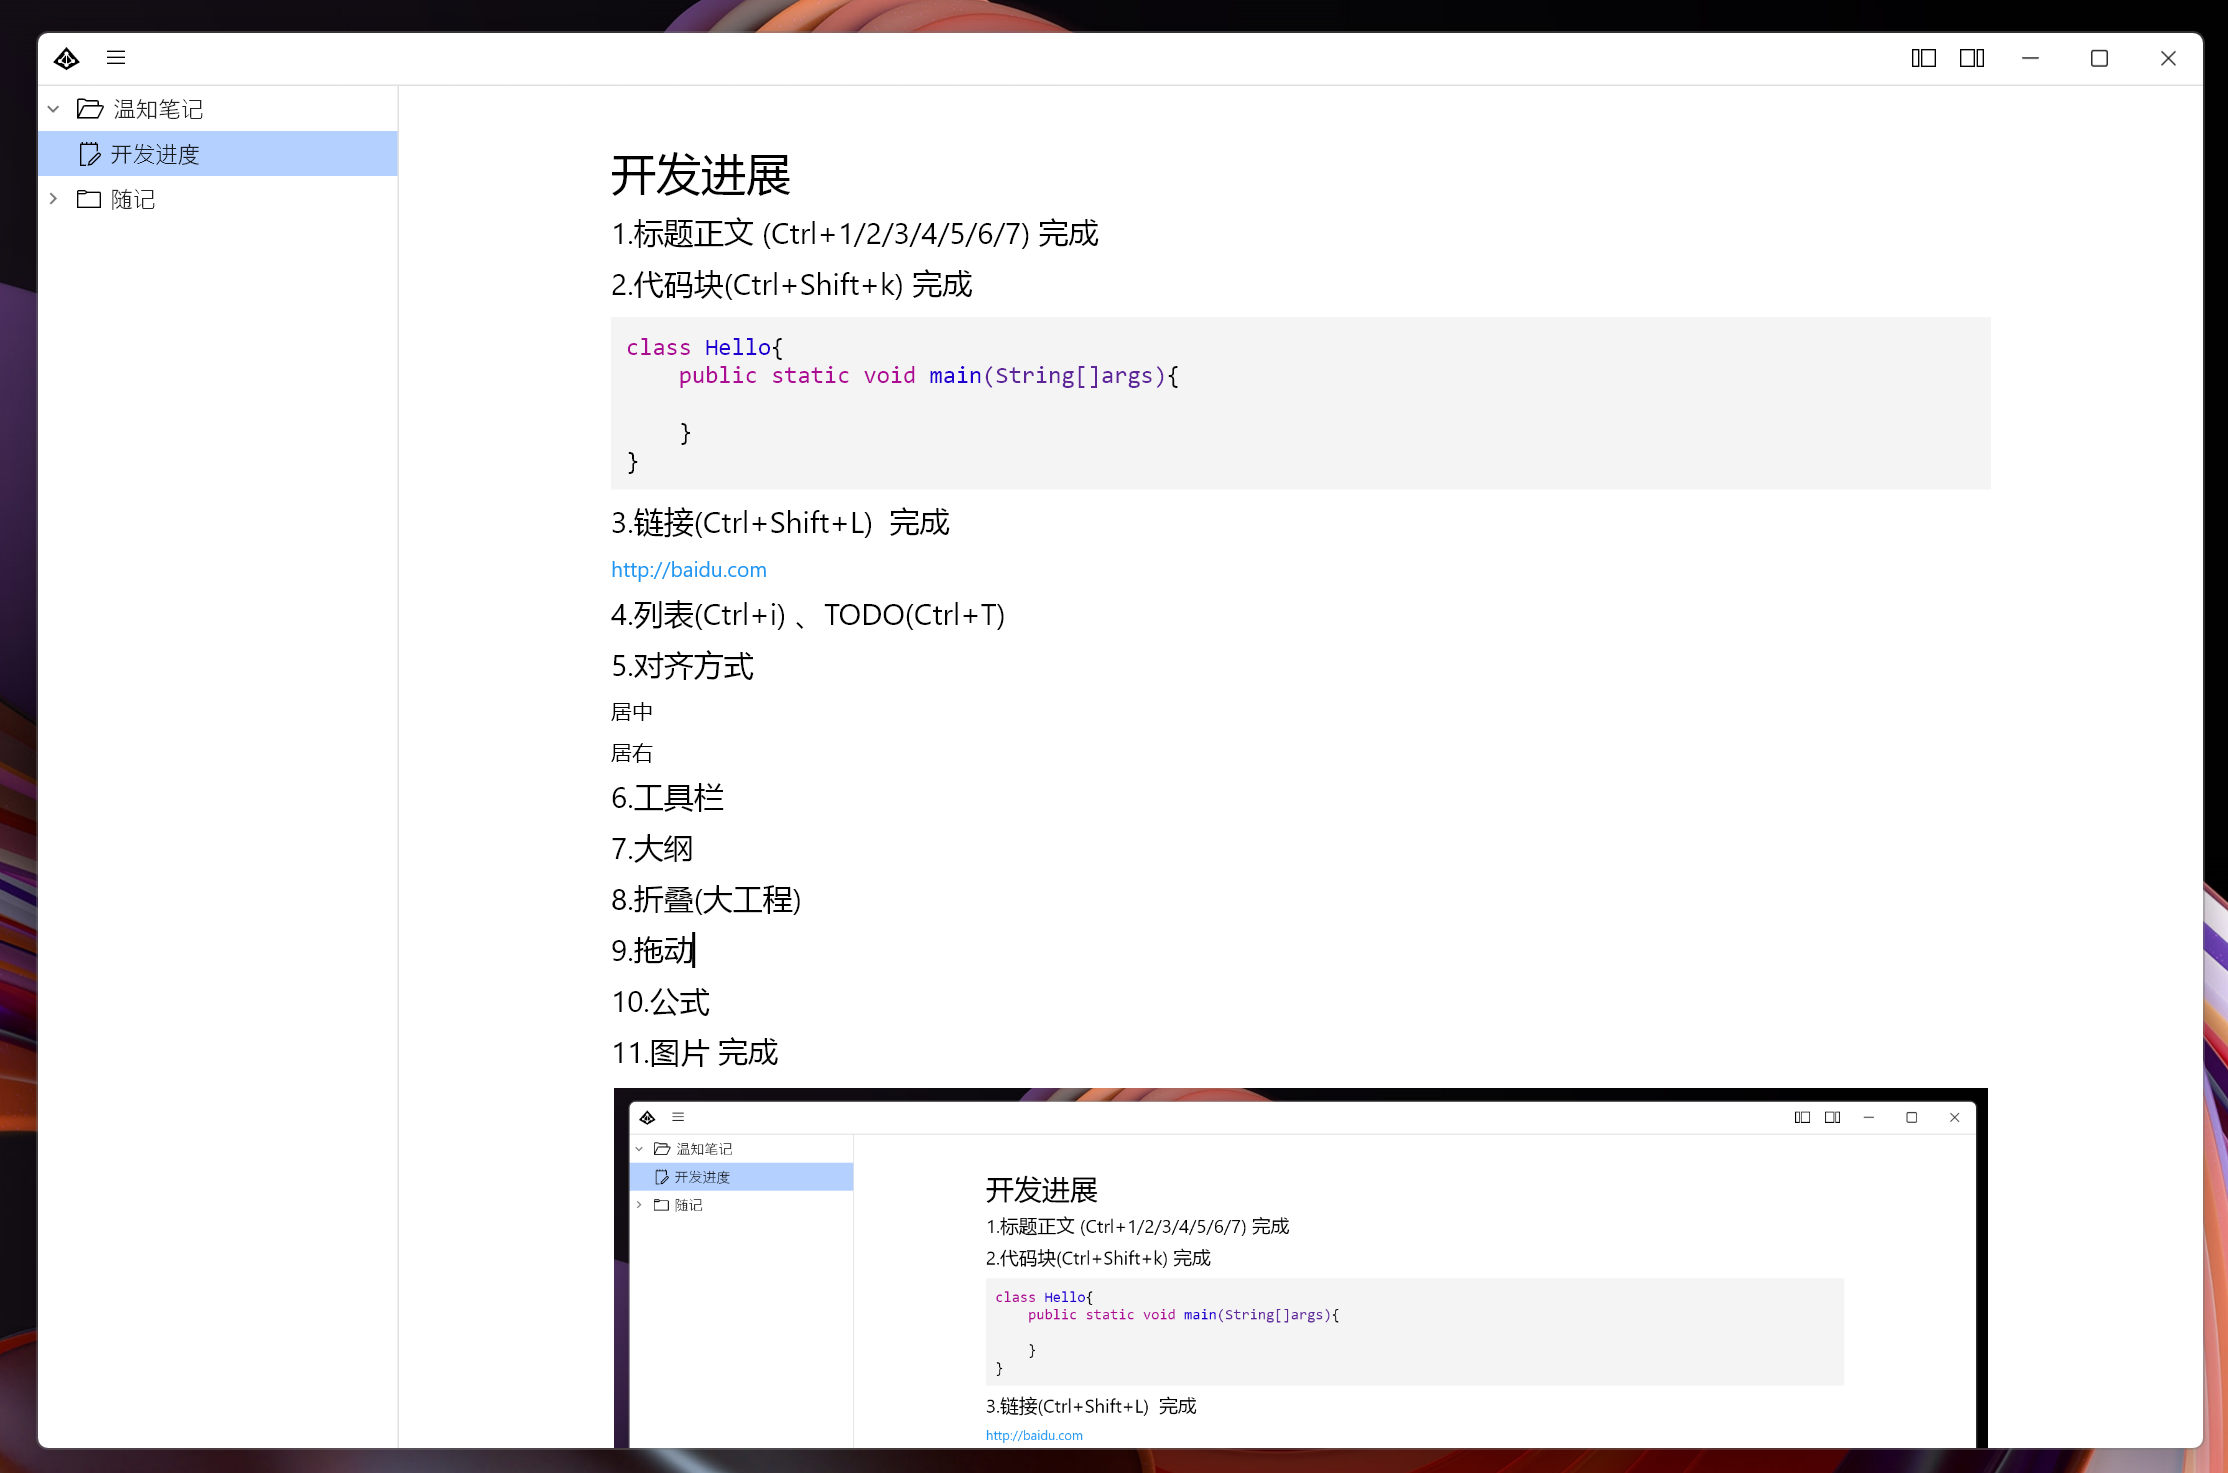 温知笔记
开发进度
随记
开发进展
1.标题正文 (Ctrl+1/2/3/4/5/6/7) 完成
2.代码块(Ctrl+Shift+k) 完成
class Hello{
    public static void main(String[]args){
    }
}
3.链接(Ctrl+Shift+L)  完成
http://baidu.com
4.列表(Ctrl+i) 、TODO(Ctrl+T)
5.对齐方式
居中
居右
6.工具栏
7.大纲
8.折叠(大工程)
9.拖动
10.公式
11.图片 完成
温知笔记
开发进度
随记
开发进展
1.标题正文 (Ctrl+1/2/3/4/5/6/7) 完成
2.代码块(Ctrl+Shift+k) 完成
class Hello{
    public static void main(String[]args){
    }
}
3.链接(Ctrl+Shift+L)  完成
http://baidu.com